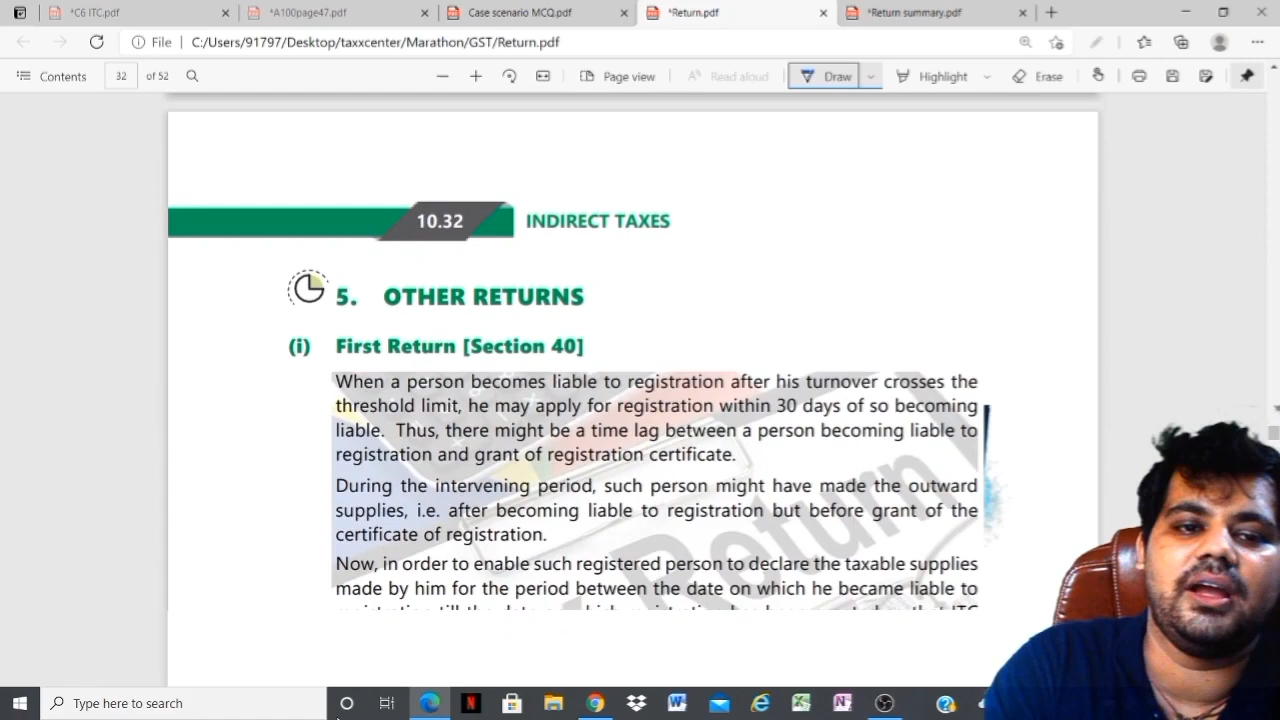 *C6 ITC.pdf
*A100page47.pdf
Case scenario MCQ.pdf
*Return.pdf
*Return summary.pdf
File
C:/Users/91797/Desktop/taxxcenter/Marathon/GST/Return.pdf
Contents
32
of 52
Page view
Read aloud
Draw
Highlight
Erase
10.32
INDIRECT TAXES
5. OTHER RETURNS
(i) First Return [Section 40]
When a person becomes liable to registration after his turnover crosses the
threshold limit, he may apply for registration within 30 days of so becoming
liable. Thus, there might be a time lag between a person becoming liable to
registration and grant of registration certificate.
During the intervening period, such person might have made the outward
supplies, i.e. after becoming liable to registration but before grant of the
certificate of registration.
Now, in order to enable such registered person to declare the taxable supplies
made by him for the period between the date on which he became liable to
Return
Type here to search